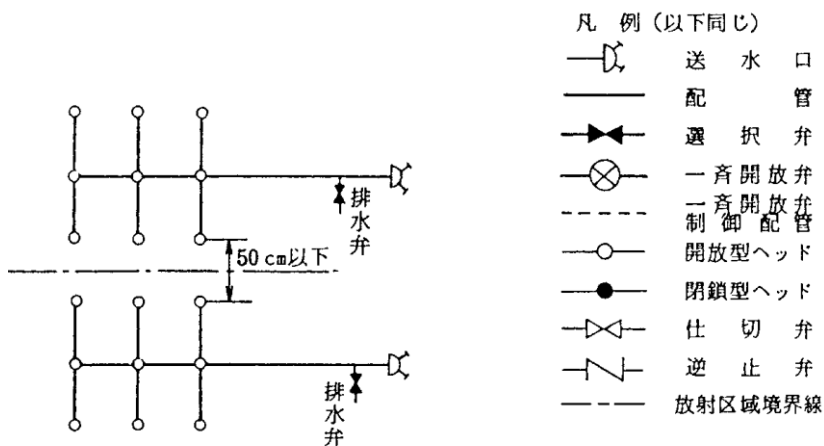 凡例(以下同じ)
送水口
配管
選択弁
一斉開放弁
一斉開放弁
制御配管
開放型ヘッド
閉鎖型ヘッド
仕切弁
逆止弁
放射区域境界線
排水弁
50cm以下
排水弁